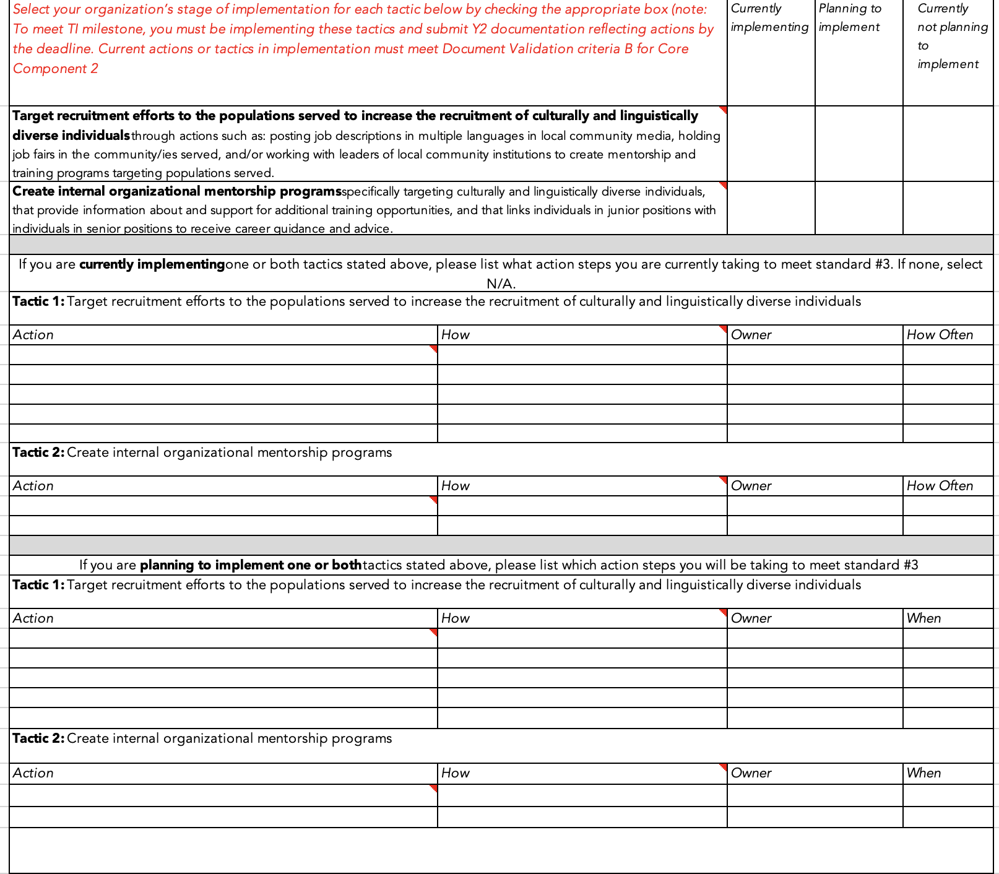 Select your organization's stage of implementation for each tactic below by checking the appropriate box (note:
To meet TI milestone, you must be implementing these tactics and submit Y2 documentation reflecting actions by
the deadline. Current actions or tactics in implementation must meet Document Validation criteria B for Core
Component 2
Currently
implementing
Planning to
implement
Currently
not planning
to
implement
Target recruitment efforts to the populations served to increase the recruitment of culturally and linguistically
diverse individuals through actions such as: posting job descriptions in multiple languages in local community media, holding
job fairs in the community/ies served, and/or working with leaders of local community institutions to create mentorship and
training programs targeting populations served.
Create internal organizational mentorship programs specifically targeting culturally and linguistically diverse individuals,
that provide information about and support for additional training opportunities, and that links individuals in junior positions with
individuals in senior positions to receive career guidance and advice.
If you are currently implementing one or both tactics stated above, please list what action steps you are currently taking to meet standard #3. If none, select
N/A.
Tactic 1: Target recruitment efforts to the populations served to increase the recruitment of culturally and linguistically diverse individuals
Action How Owner How Often
Tactic 2: Create internal organizational mentorship programs
Action How Owner How Often
If you are planning to implement one or both tactics stated above, please list which action steps you will be taking to meet standard #3
Tactic 1: Target recruitment efforts to the populations served to increase the recruitment of culturally and linguistically diverse individuals
Action How Owner When
Tactic 2: Create internal organizational mentorship programs
Action How Owner When